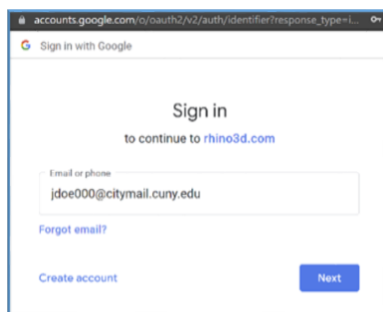 accounts.google.com/o/oauth2/v2/auth/identifier?response_type=i...
Sign in with Google
Sign in
to continue to rhino3d.com
Email or phone
jdoe000@citymail.cuny.edu
Forgot email?
Create account
Next